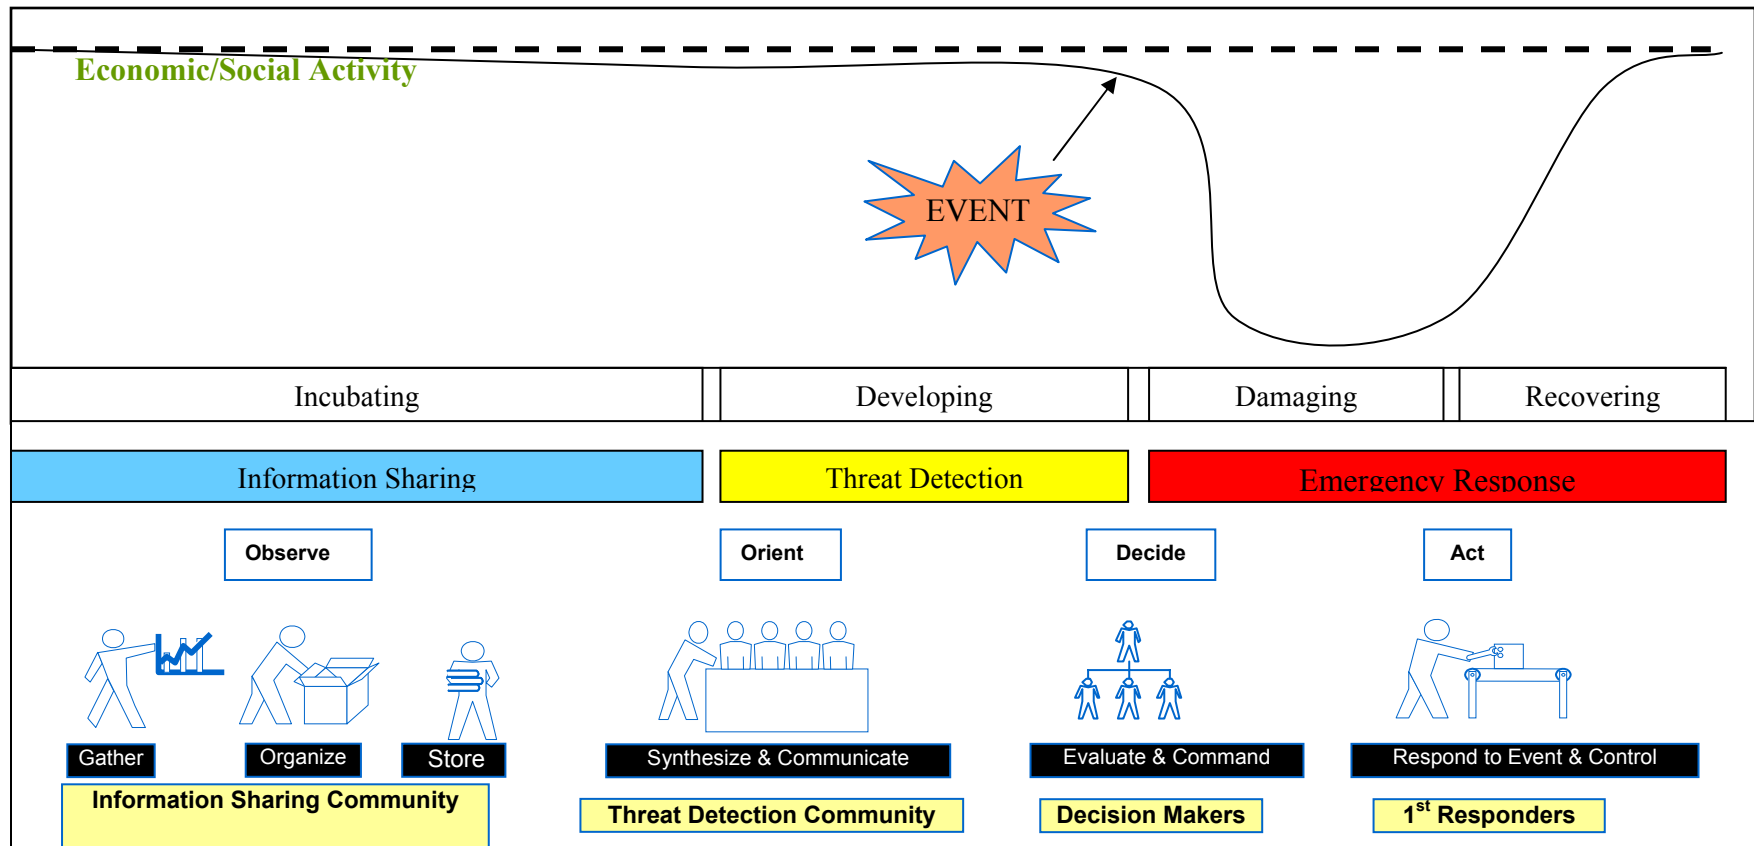 Economic/Social Activity
EVENT
Incubating
Developing
Damaging
Recovering
Information Sharing
Threat Detection
Emergency Response
Observe
Orient
Decide
Act
Gather
Organize
Store
Synthesize & Communicate
Evaluate & Command
Respond to Event & Control
Information Sharing Community
Threat Detection Community
Decision Makers
1st Responders